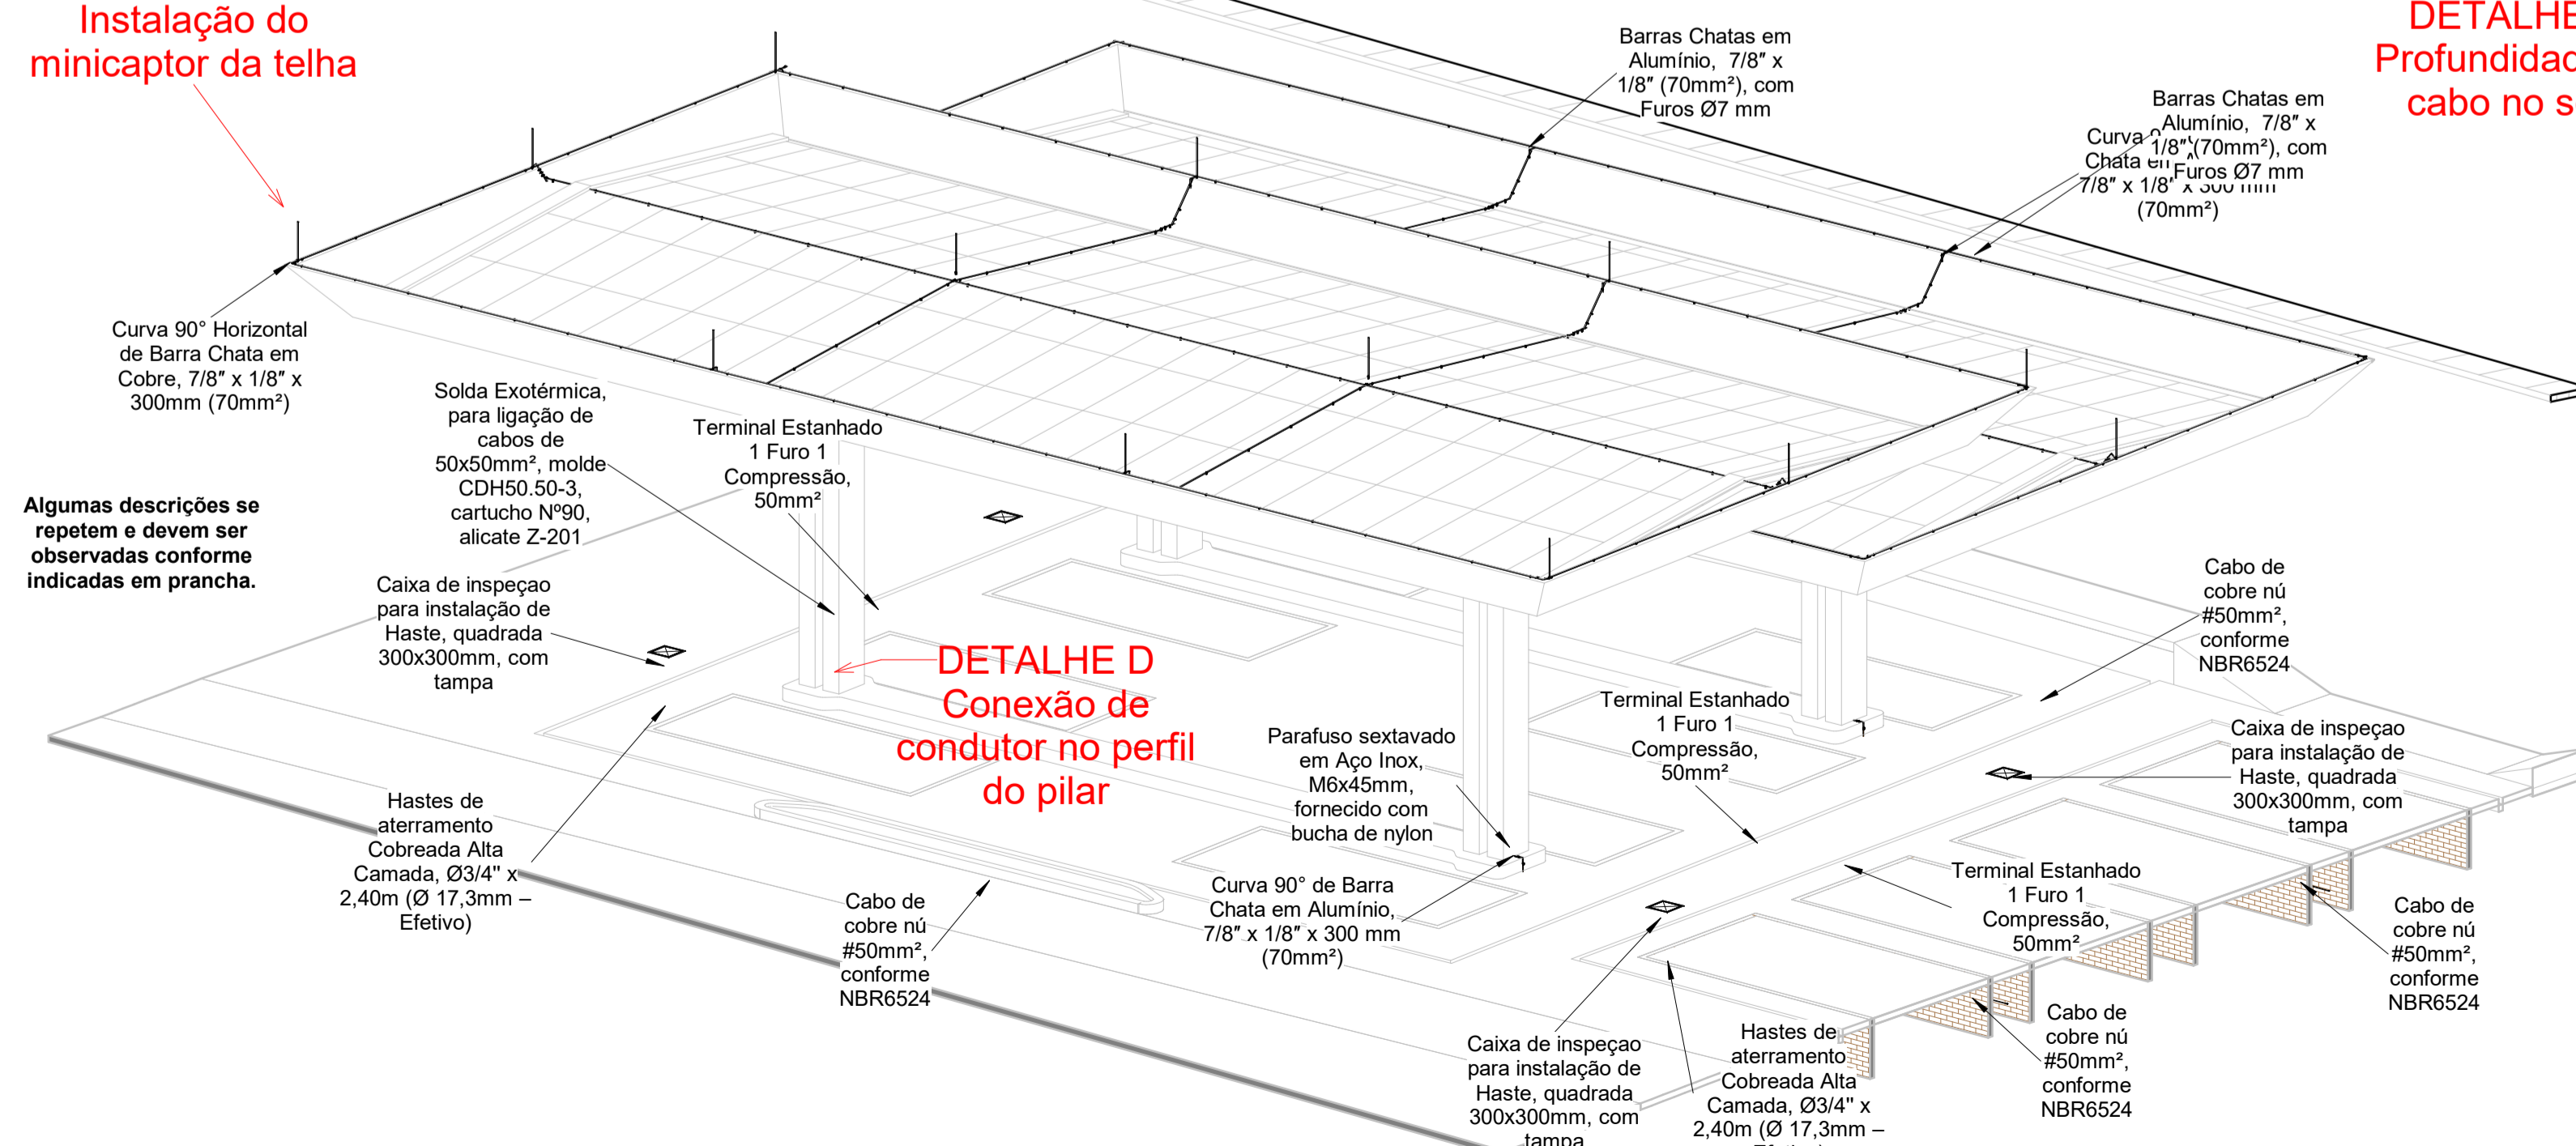 Instalação do
minicaptor da telha
DETALHE
Profundidad
cabo no s
Barras Chatas em
Alumínio, 7/8″ x
1/8″ (70mm²), com
Furos Ø7 mm
Barras Chatas em
Alumínio, 7/8″ x
1/8″ (70mm²), com
Furos Ø7 mm
Curva
Chata em
7/8″ x 1/8″ x 300 mm
(70mm²)
Curva 90° Horizontal
de Barra Chata em
Cobre, 7/8″ x 1/8″ x
300mm (70mm²)
Solda Exotérmica,
para ligação de
cabos de
50x50mm², molde
CDH50.50-3,
cartucho Nº90,
alicate Z-201
Terminal Estanhado
1 Furo 1
Compressão,
50mm²
Algumas descrições se
repetem e devem ser
observadas conforme
indicadas em prancha.
Caixa de inspeçao
para instalação de
Haste, quadrada
300x300mm, com
tampa
DETALHE D
Conexão de
condutor no perfil
do pilar
Cabo de
cobre nú
#50mm²,
conforme
NBR6524
Terminal Estanhado
1 Furo 1
Compressão,
50mm²
Parafuso sextavado
em Aço Inox,
M6x45mm,
fornecido com
bucha de nylon
Caixa de inspeçao
para instalação de
Haste, quadrada
300x300mm, com
tampa
Hastes de
aterramento
Cobreada Alta
Camada, Ø3/4" x
2,40m (Ø 17,3mm –
Efetivo)
Cabo de
cobre nú
#50mm²,
conforme
NBR6524
Curva 90° de Barra
Chata em Alumínio,
7/8″ x 1/8″ x 300 mm
(70mm²)
Terminal Estanhado
1 Furo 1
Compressão,
50mm²
Cabo de
cobre nú
#50mm²,
conforme
NBR6524
Caixa de inspeçao
para instalação de
Haste, quadrada
300x300mm, com
tampa
Hastes de
aterramento
Cobreada Alta
Camada, Ø3/4" x
2,40m (Ø 17,3mm –
Cabo de
cobre nú
#50mm²,
conforme
NBR6524